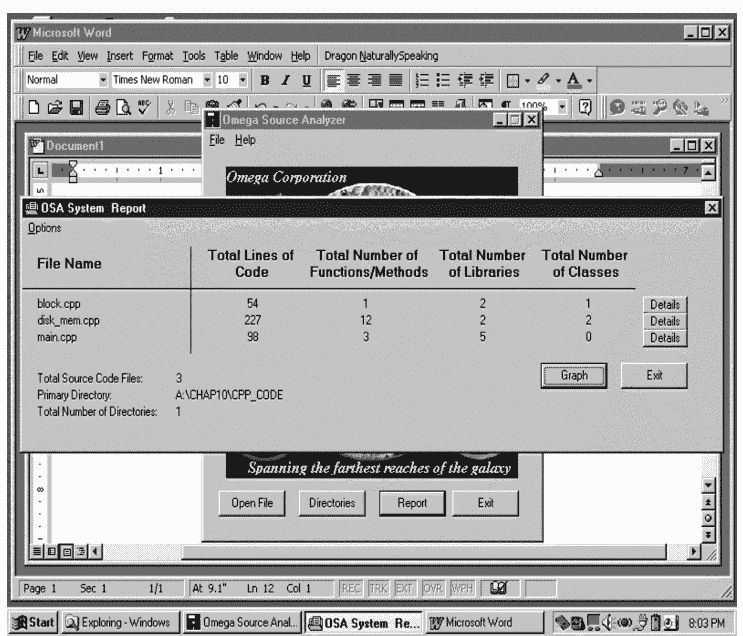 Microsoft Word
File Edit View Insert Format Tools Table Window Help Dragon NaturallySpeaking
Normal Times New Roman 10 B I U
100%
Omega Source Analyzer
File Help
Document1
Omega Corporation
OSA System Report
Options
File Name Total Lines of Code Total Number of Functions/Methods Total Number of Libraries Total Number of Classes
block.cpp 54 1 2 1 Details
disk_mem.cpp 227 12 2 2 Details
main.cpp 98 3 5 0 Details
Graph Exit
Total Source Code Files: 3
Primary Directory: A:\CHAP10\CPP_CODE
Total Number of Directories: 1
Spanning the farthest reaches of the galaxy
Open File Directories Report Exit
Page 1 Sec 1 1/1 At 9.1" Ln 12 Col 1 REC TRK EXT OVR WPH
Start Exploring - Windows Omega Source Anal... OSA System Re... Microsoft Word 8:03 PM